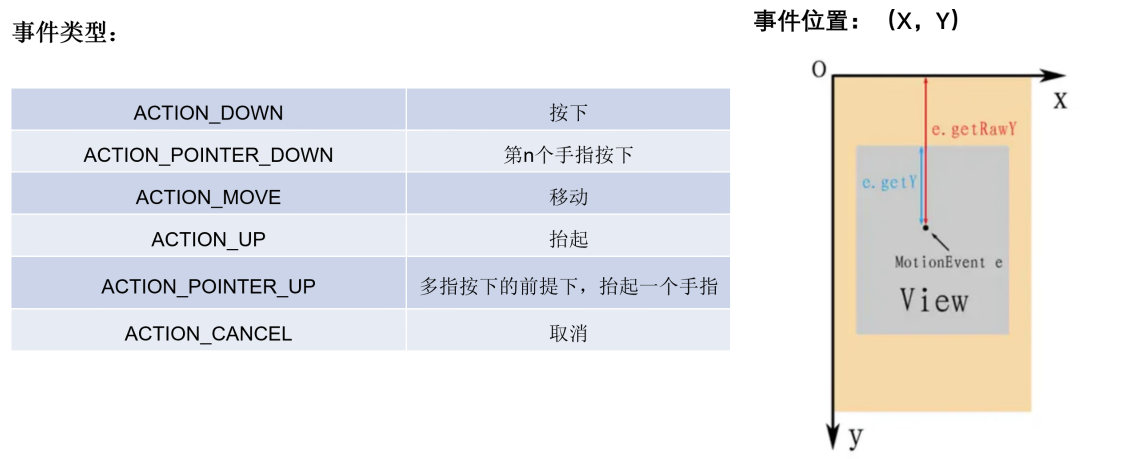 事件类型：
ACTION_DOWN 按下
ACTION_POINTER_DOWN 第n个手指按下
ACTION_MOVE 移动
ACTION_UP 抬起
ACTION_POINTER_UP 多指按下的前提下，抬起一个手指
ACTION_CANCEL 取消
事件位置：（X，Y）
O
x
e.getRawY
e.getY
MotionEvent e
View
y